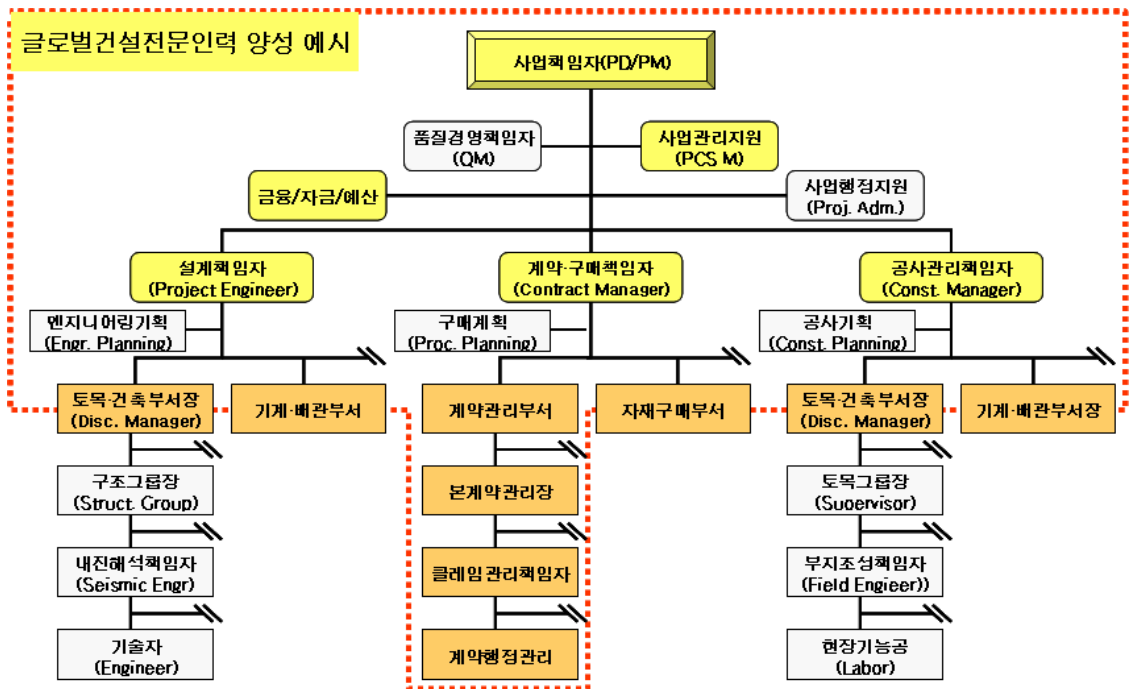 글로벌건설전문인력 양성 예시
사업책임자(PD/PM)
품질경영책임자
(QM)
사업관리지원
(PCS M)
금융/자금/예산
사업행정지원
(Proj. Adm.)
설계책임자
(Project Engineer)
계약·구매책임자
(Contract Manager)
공사관리책임자
(Const. Manager)
엔지니어링기획
(Engr. Planning)
구매계획
(Proc. Planning)
공사기획
(Const. Planning)
토목·건축부서장
(Disc. Manager)
기계·배관부서
계약관리부서
자재구매부서
토목·건축부서장
(Disc. Manager)
기계·배관부서장
구조그룹장
(Struct. Group)
본계약관리장
토목그룹장
(Supervisor)
내진해석책임자
(Seismic Engr)
클레임관리책임자
부지조성책임자
(Field Engieer))
기술자
(Engineer)
계약행정관리
현장기능공
(Labor)